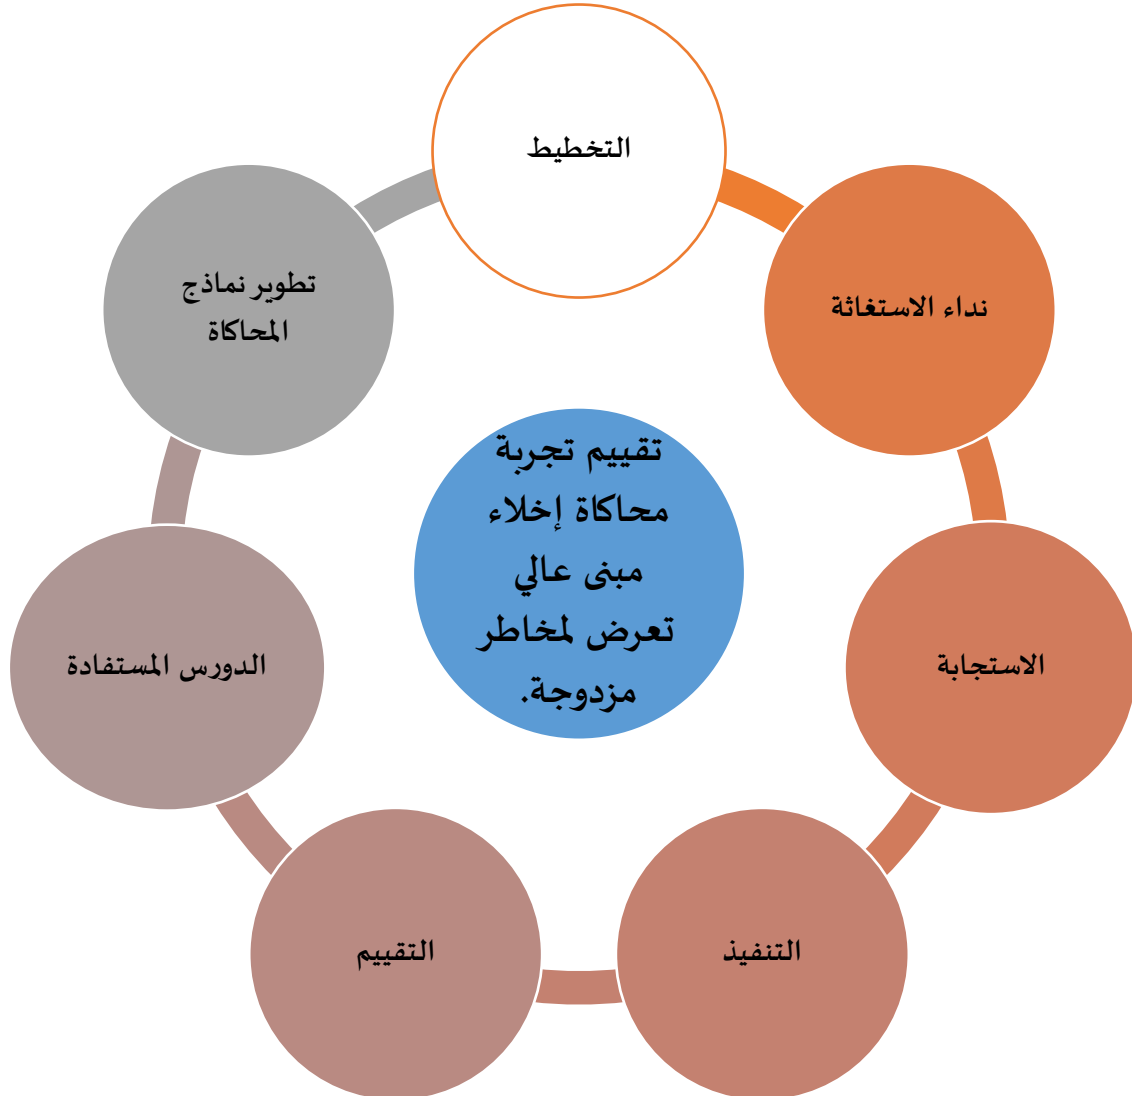 التخطيط
نداء الاستغاثة
الاستجابة
التنفيذ
التقييم
الدورس المستفادة
تطوير نماذج
المحاكاة
تقييم تجربة
محاكاة إخلاء
مبنى عالي
تعرض لمخاطر
مزدوجة.